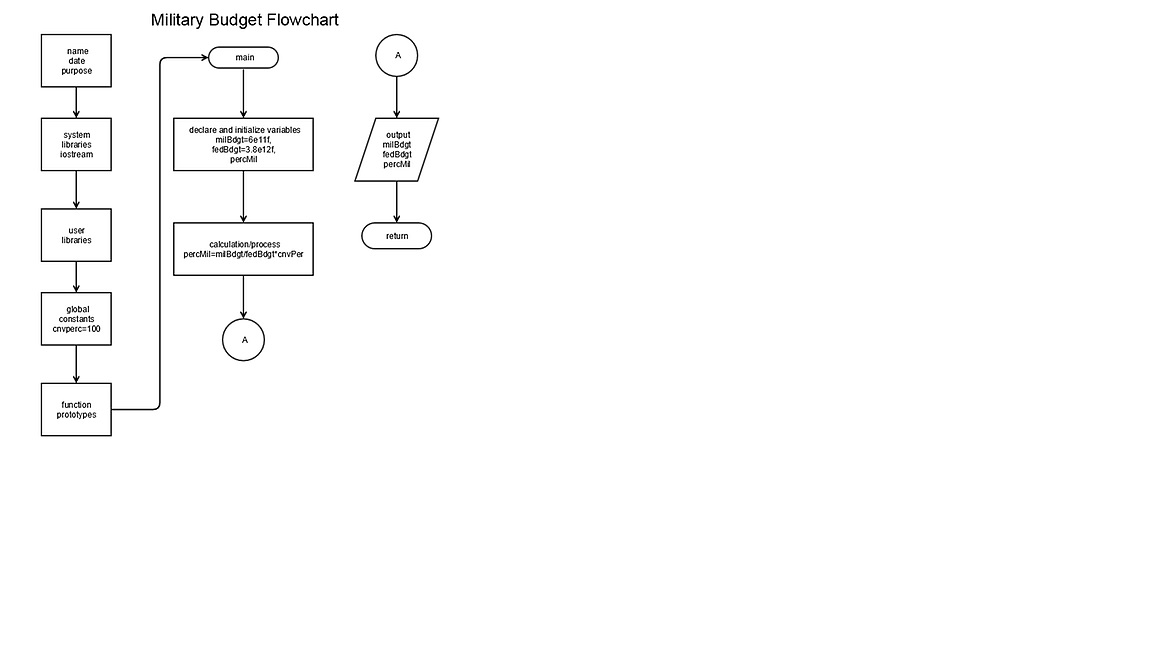 Military Budget Flowchart
name
date
purpose
system
libraries
iostream
user
libraries
global
constants
cnvperc=100
function
prototypes
main
declare and initialize variables
milBdgt=6e11f,
fedBdgt=3.8e12f,
percMil
calculation/process
percMil=milBdgt/fedBdgt*cnvPer
A
A
output
milBdgt
fedBdgt
percMil
return